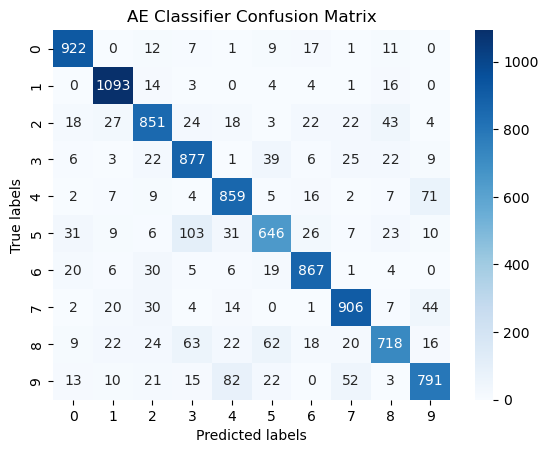 AE Classifier Confusion Matrix
0 922 0 12 7 1 9 17 1 11 0
1 0 1093 14 3 0 4 4 1 16 0
2 18 27 851 24 18 3 22 22 43 4
3 6 3 22 877 1 39 6 25 22 9
4 2 7 9 4 859 5 16 2 7 71
5 31 9 6 103 31 646 26 7 23 10
6 20 6 30 5 6 19 867 1 4 0
7 2 20 30 4 14 0 1 906 7 44
8 9 22 24 63 22 62 18 20 718 16
9 13 10 21 15 82 22 0 52 3 791
0 1 2 3 4 5 6 7 8 9
Predicted labels
True labels
1000
800
600
400
200
0